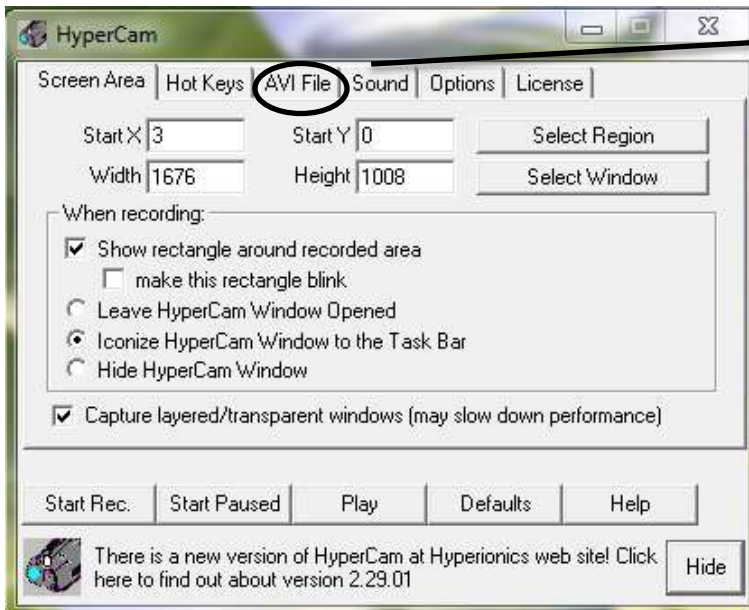 HyperCam
Screen Area Hot Keys AVI File Sound Options License
Start X 3 Start Y 0 Select Region
Width 1676 Height 1008 Select Window
When recording:
Show rectangle around recorded area
make this rectangle blink
Leave HyperCam Window Opened
Iconize HyperCam Window to the Task Bar
Hide HyperCam Window
Capture layered/transparent windows (may slow down performance)
Start Rec. Start Paused Play Defaults Help
There is a new version of HyperCam at Hyperionics web site! Click
here to find out about version 2.29.01
Hide